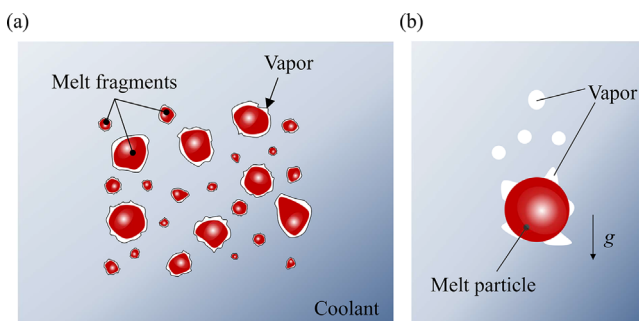 (a)
Melt fragments
Vapor
Coolant
(b)
Vapor
g
Melt particle